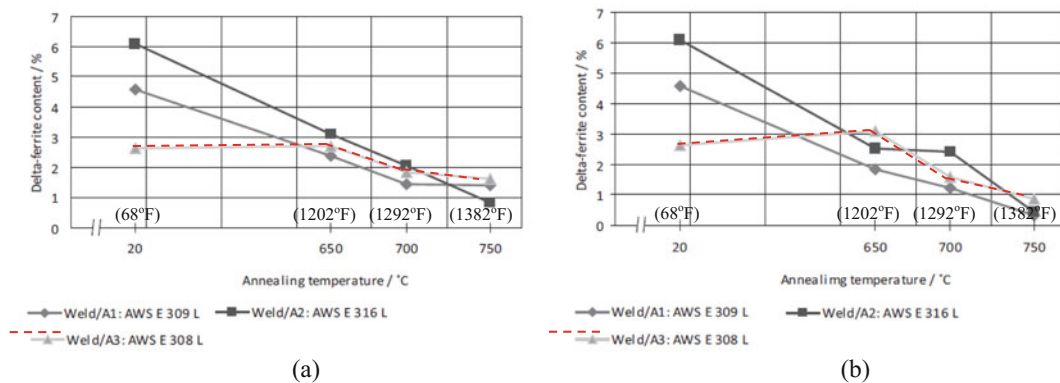 7
6
5
4
3
2
1
0
Delta-ferrite content / %
(68°F)
(1202°F)
(1292°F)
(1382°F)
20
650
700
750
Annealing temperature / ˚C
Weld/A1: AWS E 309 L
Weld/A2: AWS E 316 L
Weld/A3: AWS E 308 L
(a)
7
6
5
4
3
2
1
0
Delta-ferrite content / %
(68°F)
(1202°F)
(1292°F)
(1382°F)
20
650
700
750
Annealimg temperature / ˚C
Weld/A1: AWS E 309 L
Weld/A2: AWS E 316 L
Weld/A3: AWS E 308 L
(b)